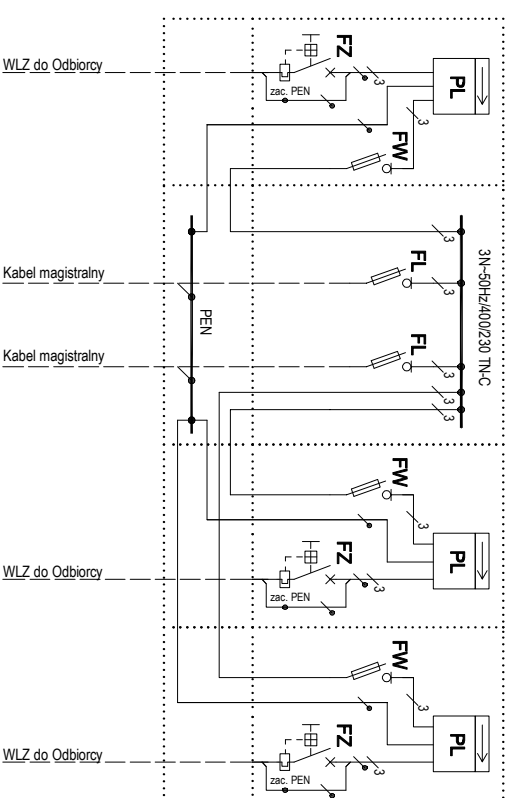 WLZ do Odbiorcy
FZ
zac. PEN
3
3
PL
3
FW
3N~50Hz/400/230 TN-C
3
Kabel magistralny
FL
3
PEN
Kabel magistralny
FL
3
3
3
FW
3
PL
WLZ do Odbiorcy
FZ
zac. PEN
3
FW
3
PL
WLZ do Odbiorcy
FZ
zac. PEN
3